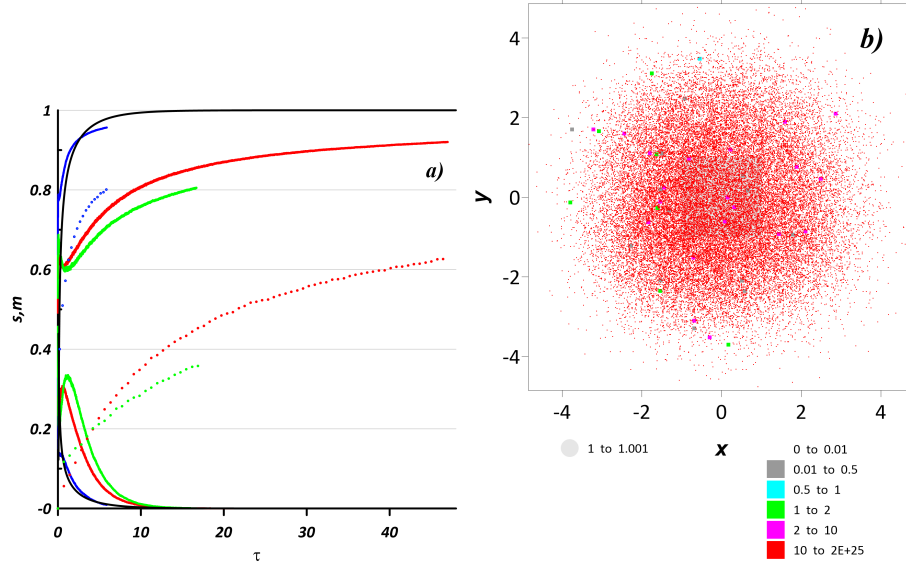 a)
1
0.8
0.6
0.4
0.2
-0
s,m
0 10 20 30 40
τ
b)
4
2
0
-2
-4
y
-4 -2 0 2 4
x
1 to 1.001
0 to 0.01
0.01 to 0.5
0.5 to 1
1 to 2
2 to 10
10 to 2E+25